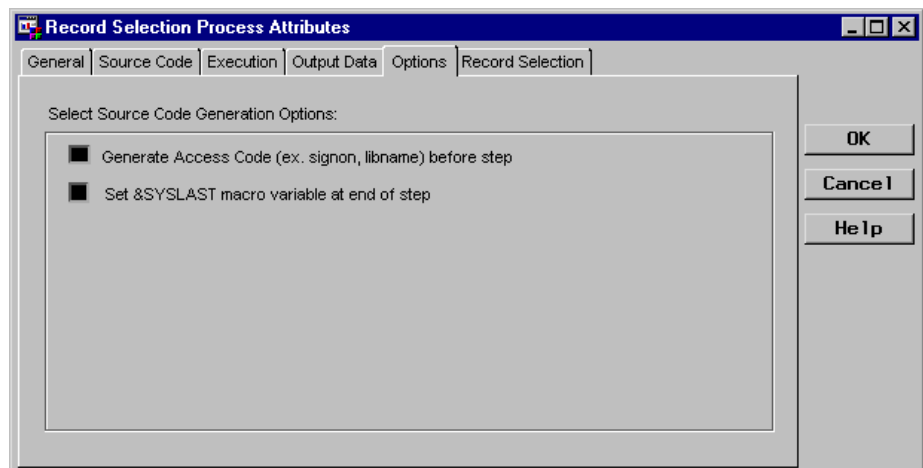 Record Selection Process Attributes
General Source Code Execution Output Data Options Record Selection
Select Source Code Generation Options:
Generate Access Code (ex. signon, libname) before step
Set &SYSLAST macro variable at end of step
OK
Cancel
Help